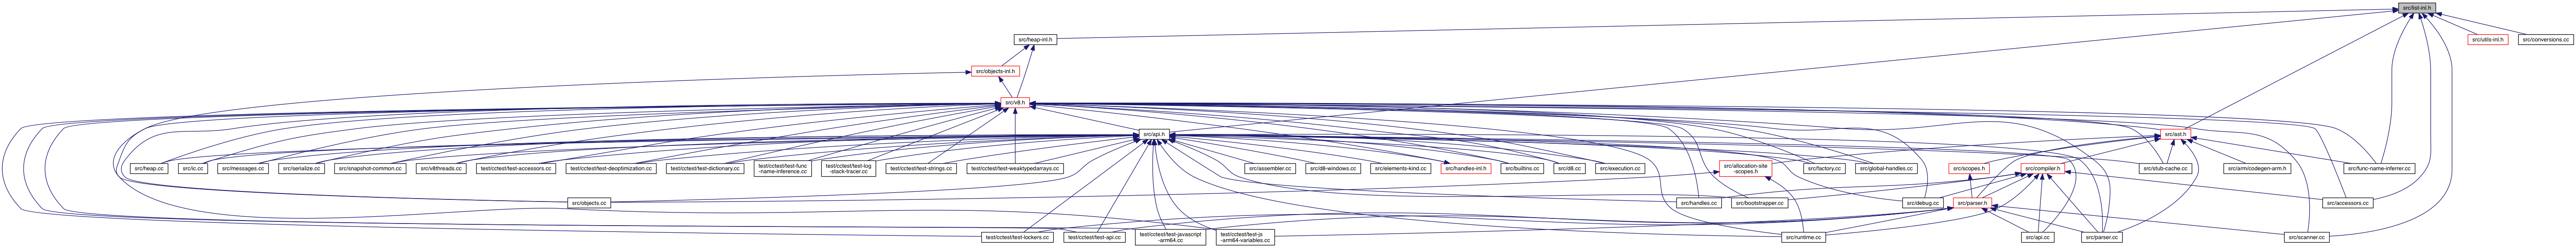 src/list-inl.h
src/heap-inl.h
src/utils-inl.h
src/conversions.cc
src/objects-inl.h
src/v8.h
src/api.h
src/ast.h
src/heap.cc
src/ic.cc
src/messages.cc
src/serialize.cc
src/snapshot-common.cc
src/v8threads.cc
test/cctest/test-accessors.cc
test/cctest/test-deoptimization.cc
test/cctest/test-dictionary.cc
test/cctest/test-func
-name-inference.cc
test/cctest/test-log
-stack-tracer.cc
test/cctest/test-strings.cc
test/cctest/test-weaktypedarrays.cc
src/assembler.cc
src/d8-windows.cc
src/elements-kind.cc
src/handles-inl.h
src/builtins.cc
src/d8.cc
src/execution.cc
src/allocation-site
-scopes.h
src/factory.cc
src/global-handles.cc
src/scopes.h
src/compiler.h
src/stub-cache.cc
src/arm/codegen-arm.h
src/func-name-inferrer.cc
src/objects.cc
src/handles.cc
src/bootstrapper.cc
src/debug.cc
src/parser.h
src/accessors.cc
test/cctest/test-lockers.cc
test/cctest/test-api.cc
test/cctest/test-javascript
-arm64.cc
test/cctest/test-js
-arm64-variables.cc
src/runtime.cc
src/api.cc
src/parser.cc
src/scanner.cc